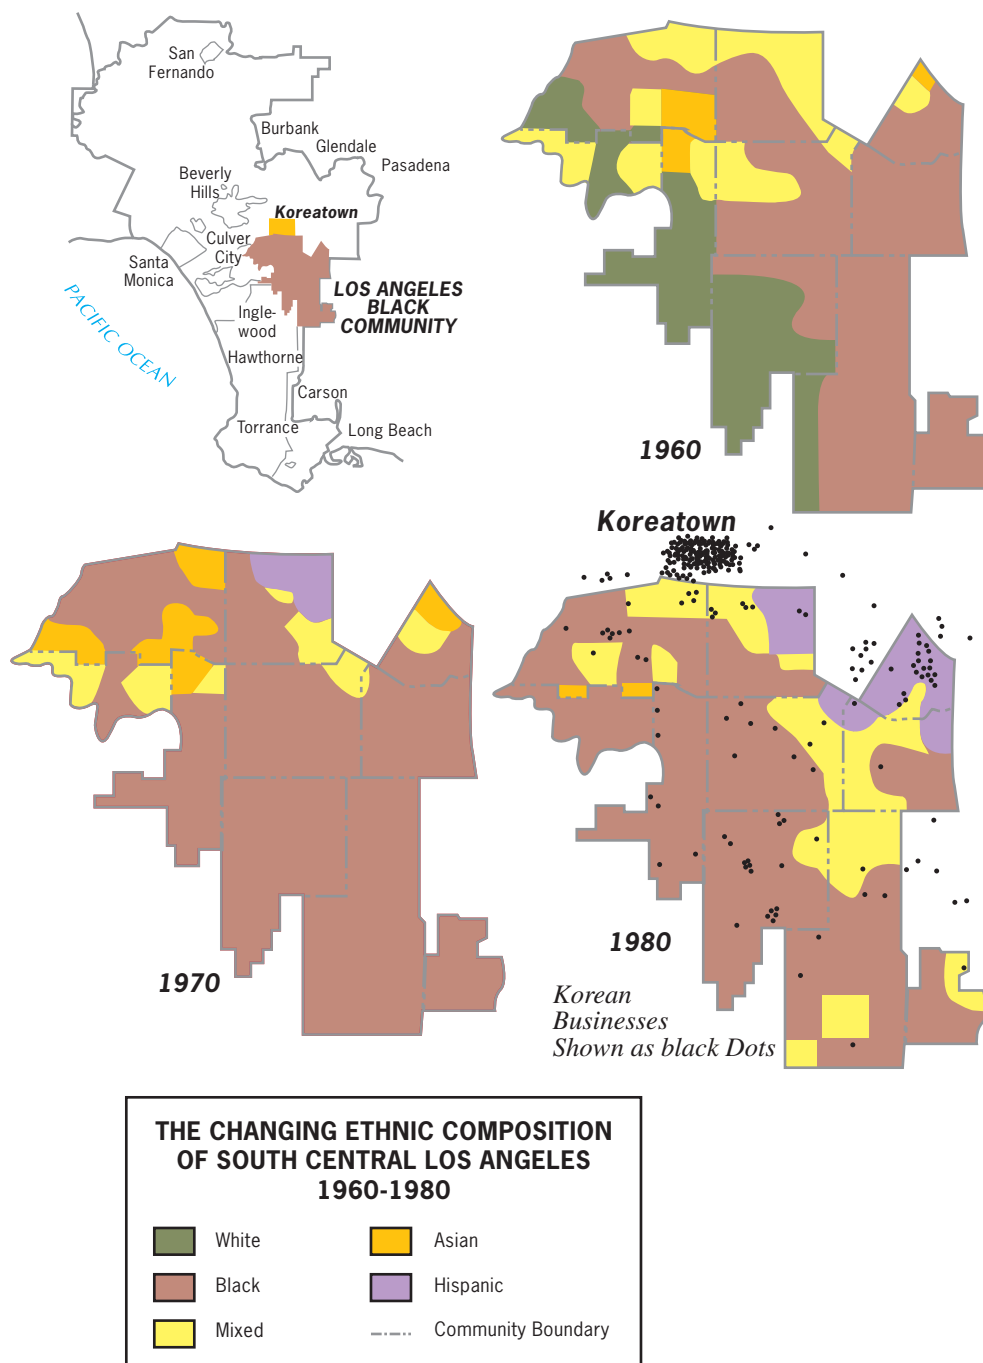 San
Fernando
Burbank
Glendale
Pasadena
Beverly
Hills
Koreatown
Culver
City
Santa
Monica
LOS ANGELES
BLACK
COMMUNITY
PACIFIC OCEAN
Ingle-
wood
Hawthorne
Carson
Torrance
Long Beach
1960
Koreatown
1970
1980
Korean
Businesses
Shown as black Dots
THE CHANGING ETHNIC COMPOSITION
OF SOUTH CENTRAL LOS ANGELES
1960-1980
White
Asian
Black
Hispanic
Mixed
Community Boundary